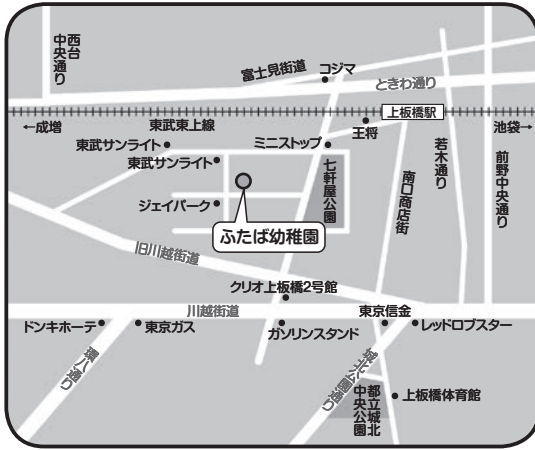 西台
中央通り
富士見街道
コジマ
ときわ通り
上板橋駅
←成増
東武東上線
王将
池袋→
東武サンライト
ミニストップ
東武サンライト
七軒屋公園
南口商店街
若木通り
前野中央通り
ジェイパーク
ふたば幼稚園
旧川越街道
クリオ上板橋2号館
川越街道
東京信金
ドンキホーテ
東京ガス
ガソリンスタンド
レッドロブスター
環八通り
城北公園通り
都立城北
中央公園
上板橋体育館